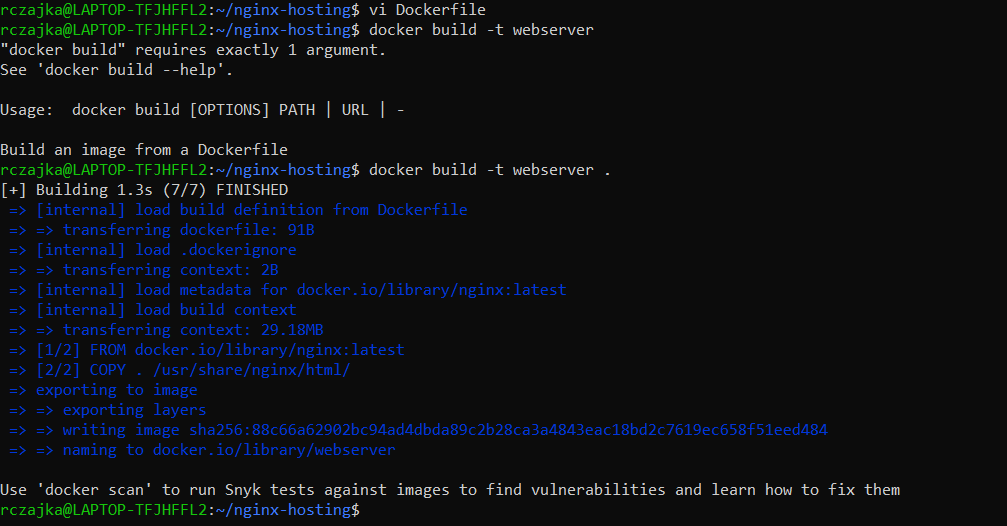 rczajka@LAPTOP-TFJHFFL2:~/nginx-hosting$ vi Dockerfile
rczajka@LAPTOP-TFJHFFL2:~/nginx-hosting$ docker build -t webserver
"docker build" requires exactly 1 argument.
See 'docker build --help'.

Usage:  docker build [OPTIONS] PATH | URL | -

Build an image from a Dockerfile
rczajka@LAPTOP-TFJHFFL2:~/nginx-hosting$ docker build -t webserver .
[+] Building 1.3s (7/7) FINISHED
 => [internal] load build definition from Dockerfile
 => => transferring dockerfile: 91B
 => [internal] load .dockerignore
 => => transferring context: 2B
 => [internal] load metadata for docker.io/library/nginx:latest
 => [internal] load build context
 => => transferring context: 29.18MB
 => [1/2] FROM docker.io/library/nginx:latest
 => [2/2] COPY . /usr/share/nginx/html/
 => exporting to image
 => => exporting layers
 => => writing image sha256:88c66a62902bc94ad4dbda89c2b28ca3a4843eac18bd2c7619ec658f51eed484
 => => naming to docker.io/library/webserver

Use 'docker scan' to run Snyk tests against images to find vulnerabilities and learn how to fix them
rczajka@LAPTOP-TFJHFFL2:~/nginx-hosting$